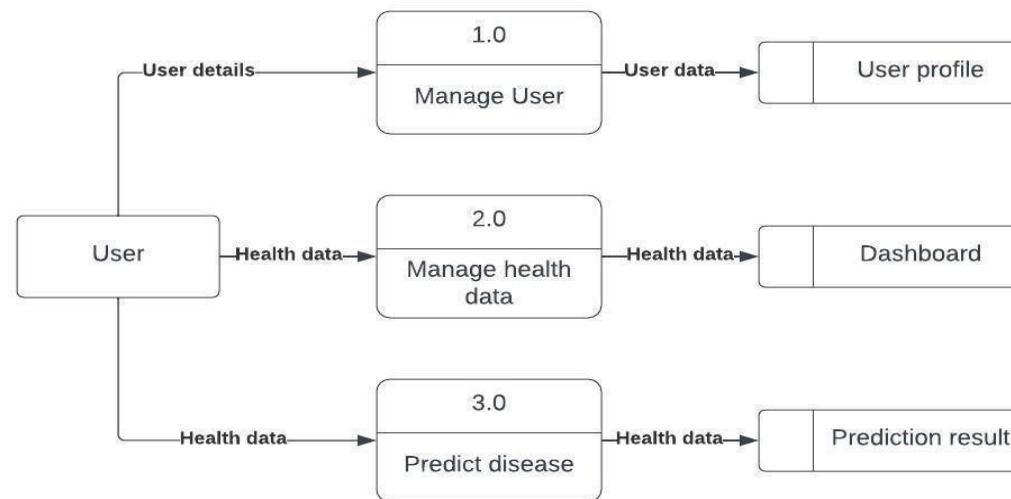 1.0
User details
Manage User
User data
User profile
User
Health data
2.0
Manage health
data
Health data
Dashboard
Health data
3.0
Predict disease
Health data
Prediction result